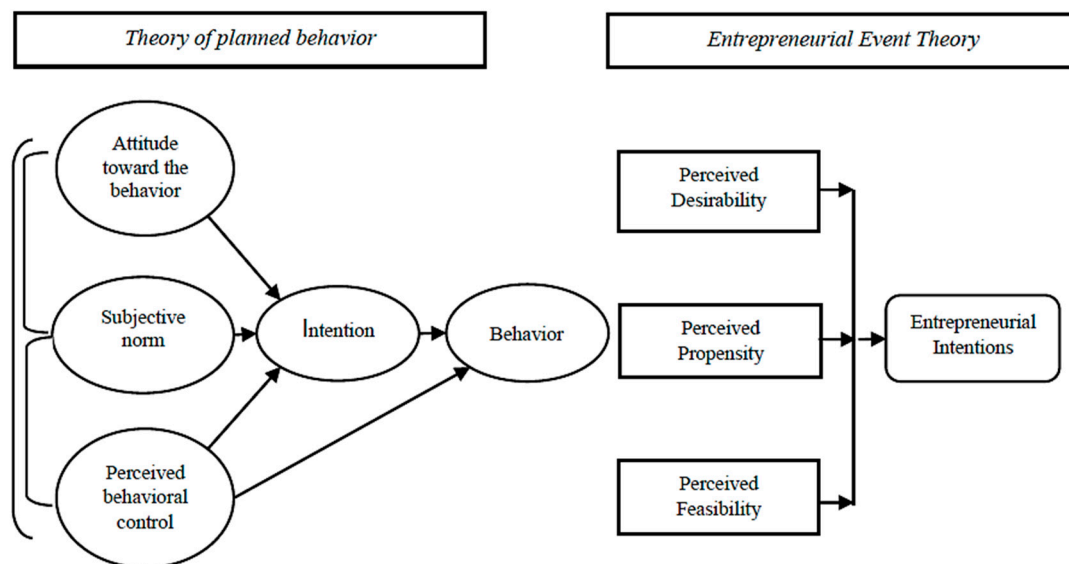 Theory of planned behavior
Entrepreneurial Event Theory
Attitude
toward the
behavior
Subjective
norm
Perceived
behavioral
control
Intention
Behavior
Perceived
Desirability
Perceived
Propensity
Perceived
Feasibility
Entrepreneurial
Intentions